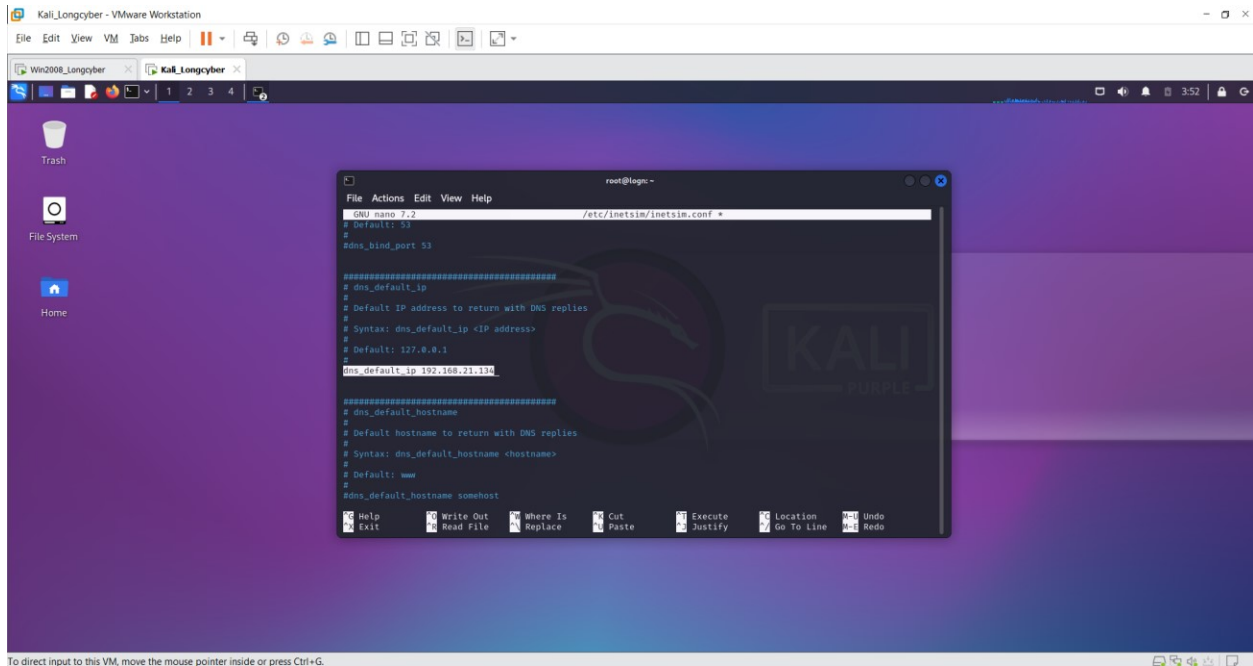 Kali_Longcyber - VMware Workstation
File Edit View VM Tabs Help
Win2008_Longcyber Kali_Longcyber
1 2 3 4 3:52
Trash
File System
Home
root@logn: ~
File Actions Edit View Help
GNU nano 7.2 /etc/inetsim/inetsim.conf *
# Default: 53
#
#dns_bind_port 53
#########################################
# dns_default_ip
#
# Default IP address to return with DNS replies
#
# Syntax: dns_default_ip <IP address>
#
# Default: 127.0.0.1
#
dns_default_ip 192.168.21.134
#########################################
# dns_default_hostname
#
# Default hostname to return with DNS replies
#
# Syntax: dns_default_hostname <hostname>
#
# Default: www
#
#dns_default_hostname somehost
^G Help ^O Write Out ^W Where Is ^K Cut ^T Execute ^C Location M-U Undo
^X Exit ^R Read File ^\ Replace ^U Paste ^J Justify ^/ Go To Line M-E Redo
KALI
PURPLE
To direct input to this VM, move the mouse pointer inside or press Ctrl+G.